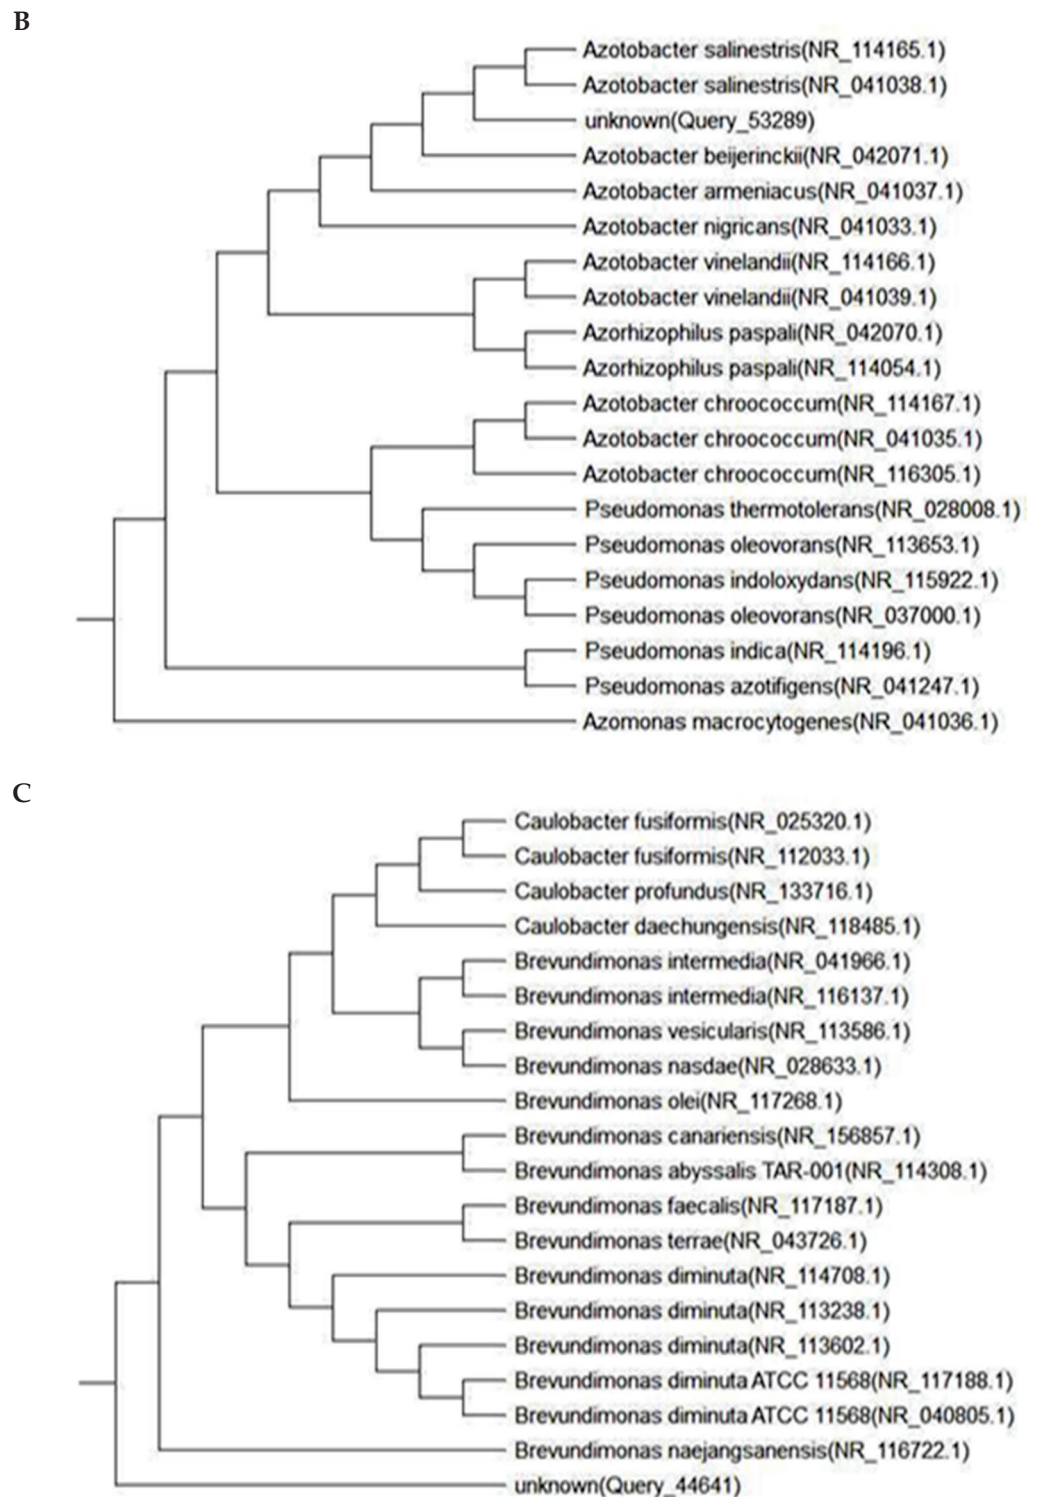 B
Azotobacter salinestris(NR_114165.1)
Azotobacter salinestris(NR_041038.1)
unknown(Query_53289)
Azotobacter beijerinckii(NR_042071.1)
Azotobacter armeniacus(NR_041037.1)
Azotobacter nigricans(NR_041033.1)
Azotobacter vinelandii(NR_114166.1)
Azotobacter vinelandii(NR_041039.1)
Azorhizophilus paspali(NR_042070.1)
Azorhizophilus paspali(NR_114054.1)
Azotobacter chroococcum(NR_114167.1)
Azotobacter chroococcum(NR_041035.1)
Azotobacter chroococcum(NR_116305.1)
Pseudomonas thermotolerans(NR_028008.1)
Pseudomonas oleovorans(NR_113653.1)
Pseudomonas indoloxydans(NR_115922.1)
Pseudomonas oleovorans(NR_037000.1)
Pseudomonas indica(NR_114196.1)
Pseudomonas azotifigens(NR_041247.1)
Azomonas macrocytogenes(NR_041036.1)
C
Caulobacter fusiformis(NR_025320.1)
Caulobacter fusiformis(NR_112033.1)
Caulobacter profundus(NR_133716.1)
Caulobacter daechungensis(NR_118485.1)
Brevundimonas intermedia(NR_041966.1)
Brevundimonas intermedia(NR_116137.1)
Brevundimonas vesicularis(NR_113586.1)
Brevundimonas nasdae(NR_028633.1)
Brevundimonas olei(NR_117268.1)
Brevundimonas canariensis(NR_156857.1)
Brevundimonas abyssalis TAR-001(NR_114308.1)
Brevundimonas faecalis(NR_117187.1)
Brevundimonas terrae(NR_043726.1)
Brevundimonas diminuta(NR_114708.1)
Brevundimonas diminuta(NR_113238.1)
Brevundimonas diminuta(NR_113602.1)
Brevundimonas diminuta ATCC 11568(NR_117188.1)
Brevundimonas diminuta ATCC 11568(NR_040805.1)
Brevundimonas naejangsanensis(NR_116722.1)
unknown(Query_44641)